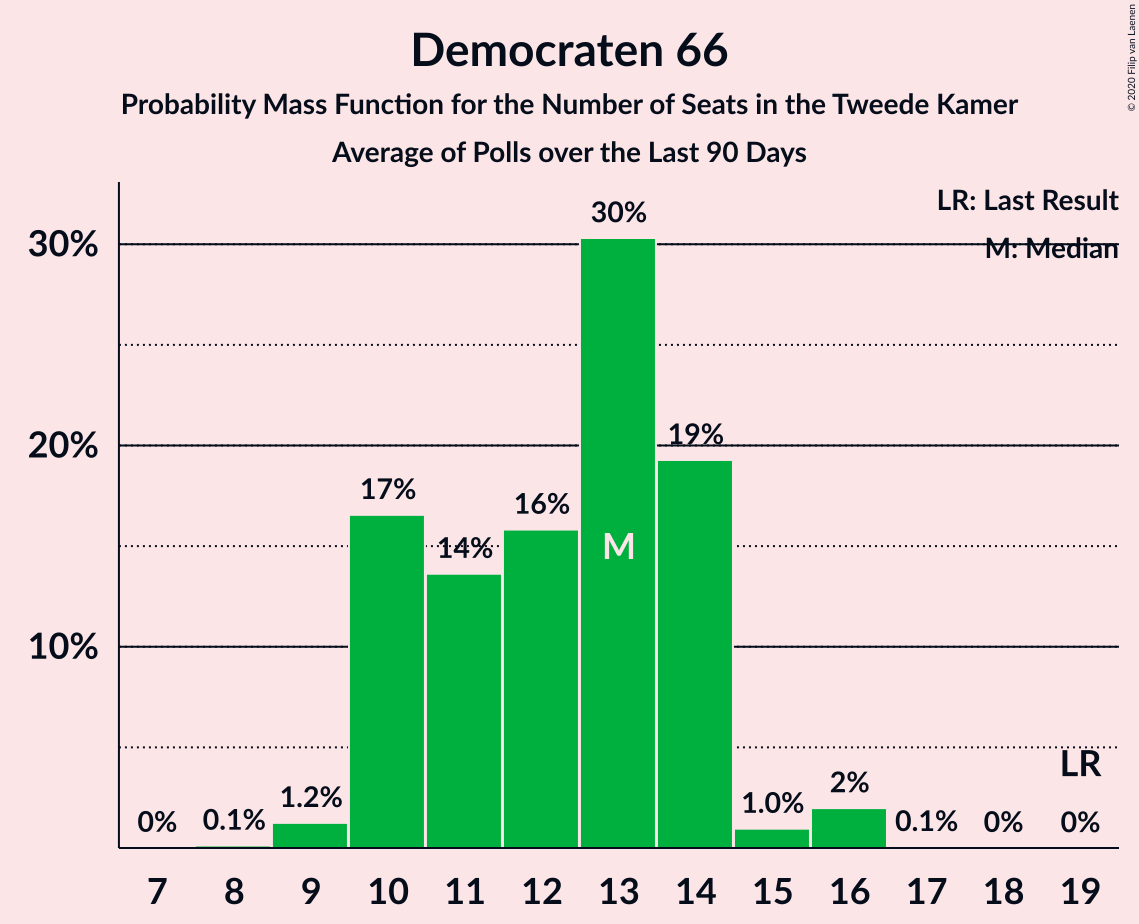 Democraten 66
Probability Mass Function for the Number of Seats in the Tweede Kamer
Average of Polls over the Last 90 Days
© 2020 Filip van Laenen
LR: Last Result
M: Median
30%
20%
10%
0%
0.1%
1.2%
17%
14%
16%
30%
M
19%
1.0%
2%
0.1%
0%
LR
0%
7 8 9 10 11 12 13 14 15 16 17 18 19